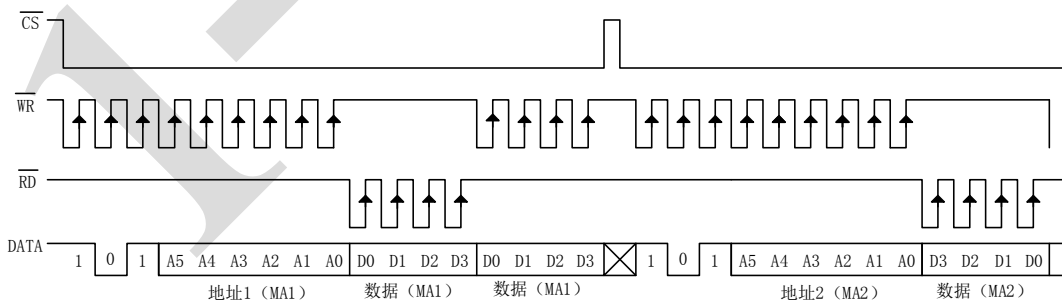 CS
WR
RD
DATA 1 0 1 A5 A4 A3 A2 A1 A0 D0 D1 D2 D3 D0 D1 D2 D3 1 0 1 A5 A4 A3 A2 A1 A0 D3 D2 D1 D0
地址1（MA1） 数据（MA1） 数据（MA1） 地址2（MA2） 数据（MA2）